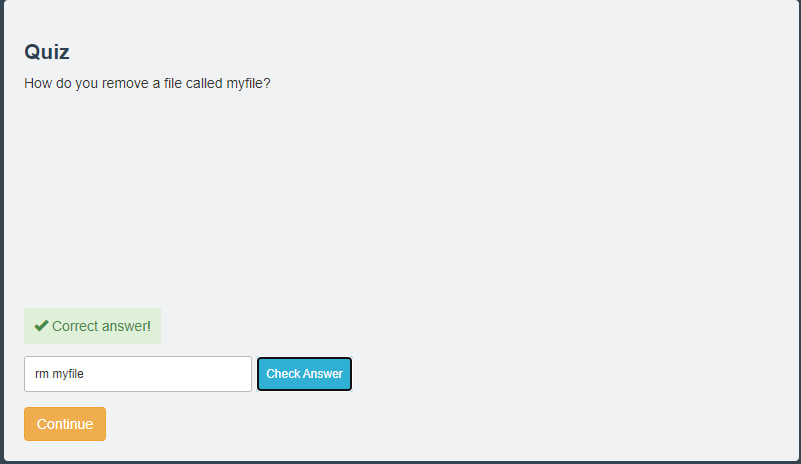 Quiz
How do you remove a file called myfile?
Correct answer!
rm myfile
Check Answer
Continue